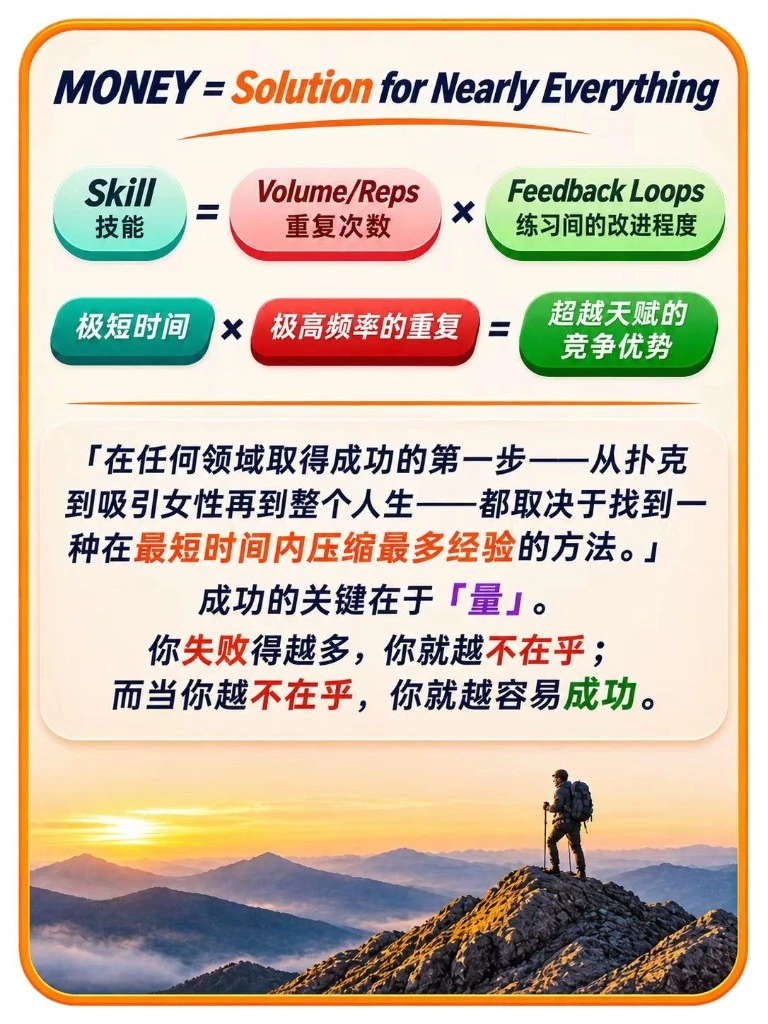 MONEY = Solution for Nearly Everything
Skill = Volume/Reps × Feedback Loops
技能 重复次数 练习间的改进程度
极短时间 × 极高频率的重复 = 超越天赋的
竞争优势
「在任何领域取得成功的第一步——从扑克
到吸引女性再到整个人生——都取决于找到一
种在最短时间内压缩最多经验的方法。」
成功的关键在于「量」。
你失败得越多，你就越不在乎；
而当你越不在乎，你就越容易成功。